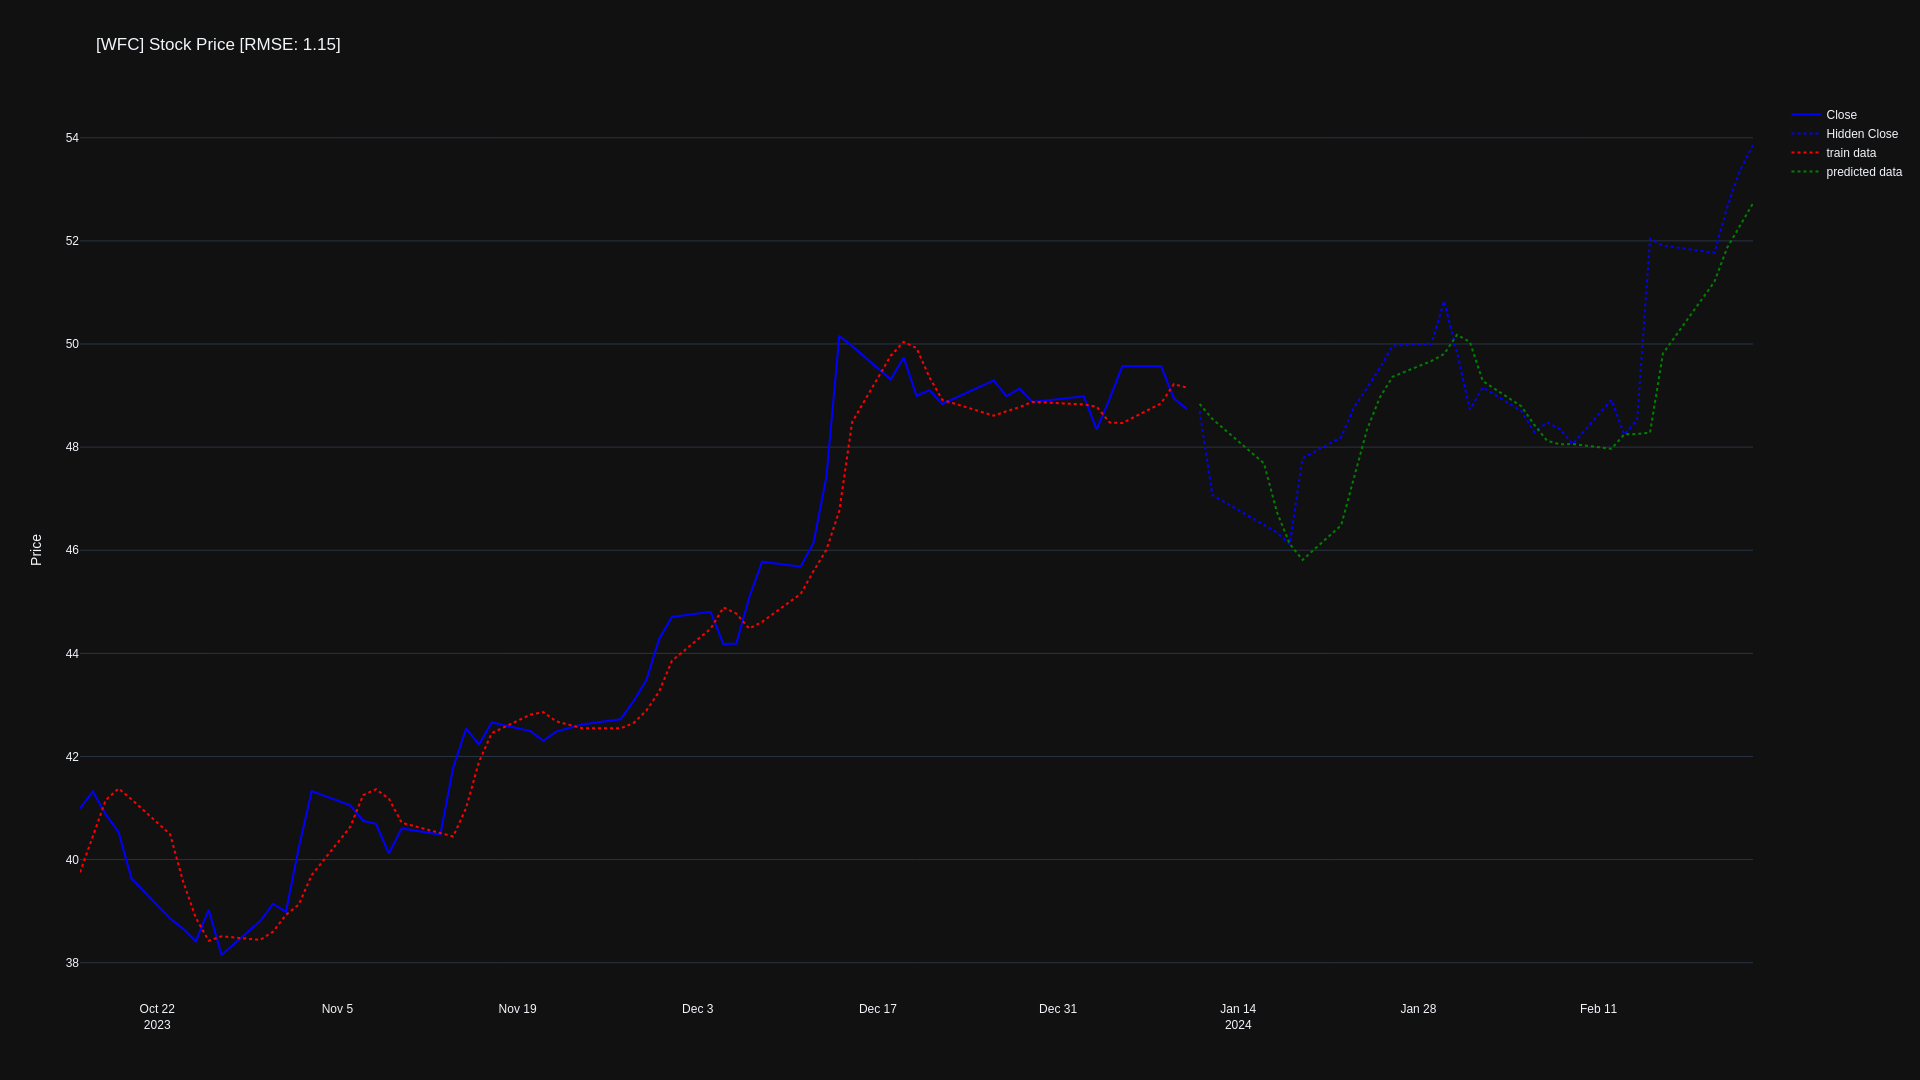 [WFC] Stock Price [RMSE: 1.15]
Close
Hidden Close
train data
predicted data
54
52
50
48
46
44
42
40
38
Price
Oct 22
2023
Nov 5
Nov 19
Dec 3
Dec 17
Dec 31
Jan 14
2024
Jan 28
Feb 11